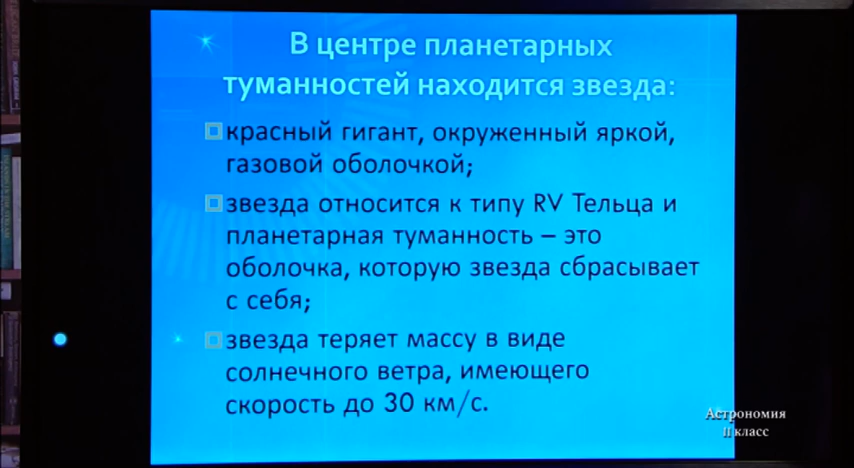 В центре планетарных
туманностей находится звезда:
красный гигант, окруженный яркой,
газовой оболочкой;
звезда относится к типу RV Тельца и
планетарная туманность – это
оболочка, которую звезда сбрасывает
с себя;
звезда теряет массу в виде
солнечного ветра, имеющего
скорость до 30 км/с.
Астрономия
11 класс